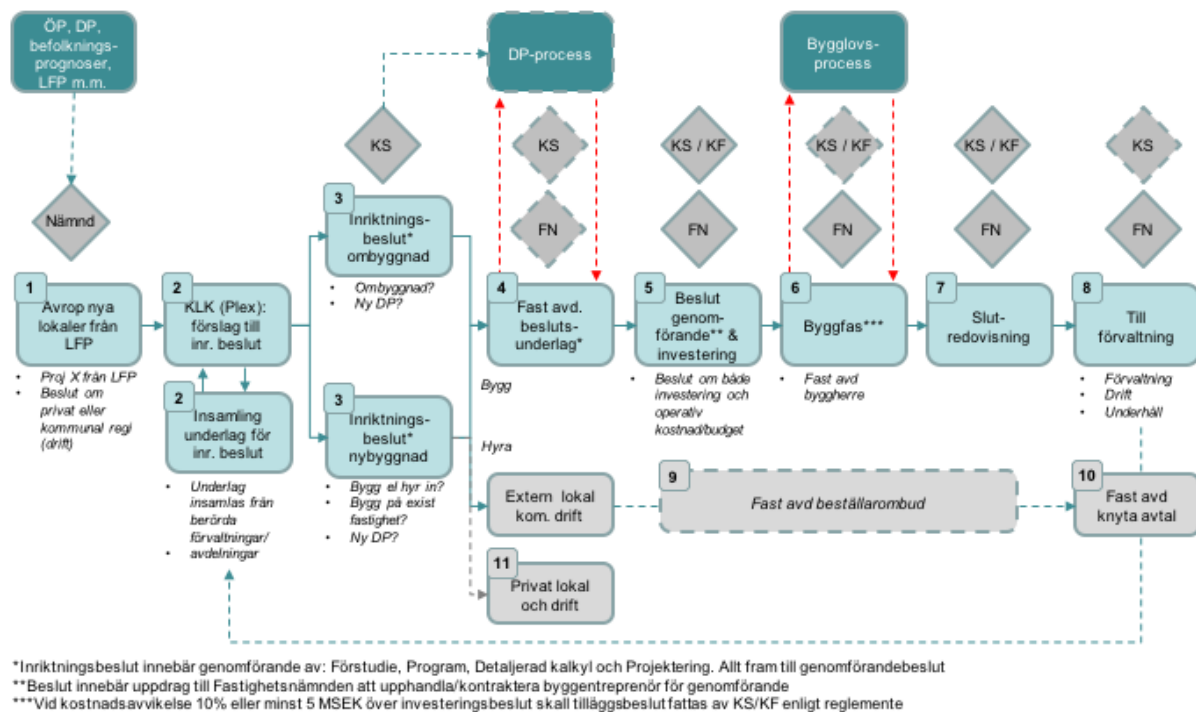 ÖP, DP,
befolknings-
prognoser,
LFP m.m.
DP-process
Bygglovs-
process
KS
KS
KS / KF
KS / KF
KS / KF
KS
Nämnd
FN
FN
FN
FN
FN
3
Inriktnings-
beslut*
ombyggnad
• Ombyggnad?
• Ny DP?
1
Avrop nya
lokaler från
LFP
• Proj X från LFP
• Beslut om
privat eller
kommunal regi
(drift)
2
KLK (Plex):
förslag till
inr. beslut
2
Insamling
underlag för
inr. beslut
• Underlag
insamlas från
berörda
förvaltningar/
• avdelningar
3
Inriktnings-
beslut*
nybyggnad
• Bygg el hyr in?
• Bygg på exist
fastighet?
• Ny DP?
4
Fast avd.
besluts-
underlag*
Bygg
Hyra
5
Beslut
genom-
förande** &
investering
• Beslut om både
investering och
operativ
kostnad/budget
6
Byggfas***
• Fast avd
byggherre
7
Slut-
redovisning
8
Till
förvaltning
• Förvaltning
• Drift
• Underhåll
Extern lokal
kom. drift
9
Fast avd beställarombud
10
Fast avd
knyta avtal
11
Privat lokal
och drift
*Inriktningsbeslut innebär genomförande av: Förstudie, Program, Detaljerad kalkyl och Projektering. Allt fram till genomförandebeslut
**Beslut innebär uppdrag till Fastighetsnämnden att upphandla/kontraktera byggentreprenör för genomförande
***Vid kostnadsavvikelse 10% eller minst 5 MSEK över investeringsbeslut skall tilläggsbeslut fattas av KS/KF enligt reglemente